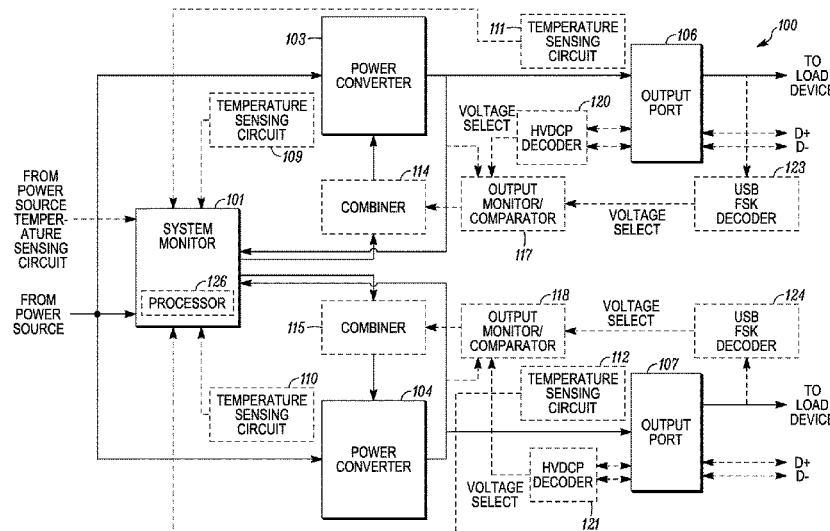 100
111
TEMPERATURE
SENSING
CIRCUIT
103
POWER
CONVERTER
106
OUTPUT
PORT
TO
LOAD
DEVICE
TEMPERATURE
SENSING
CIRCUIT
109
VOLTAGE
SELECT
120
HVDCP
DECODER
D+
D-
FROM
POWER
SOURCE
TEMPER-
ATURE
SENSING
CIRCUIT
101
SYSTEM
MONITOR
126
PROCESSOR
114
COMBINER
OUTPUT
MONITOR/
COMPARATOR
117
VOLTAGE
SELECT
123
USB
FSK
DECODER
FROM
POWER
SOURCE
115
COMBINER
118
OUTPUT
MONITOR/
COMPARATOR
VOLTAGE
SELECT
124
USB
FSK
DECODER
110
TEMPERATURE
SENSING
CIRCUIT
104
POWER
CONVERTER
112
TEMPERATURE
SENSING
CIRCUIT
107
OUTPUT
PORT
TO
LOAD
DEVICE
VOLTAGE
SELECT
HVDCP
DECODER
121
D+
D-